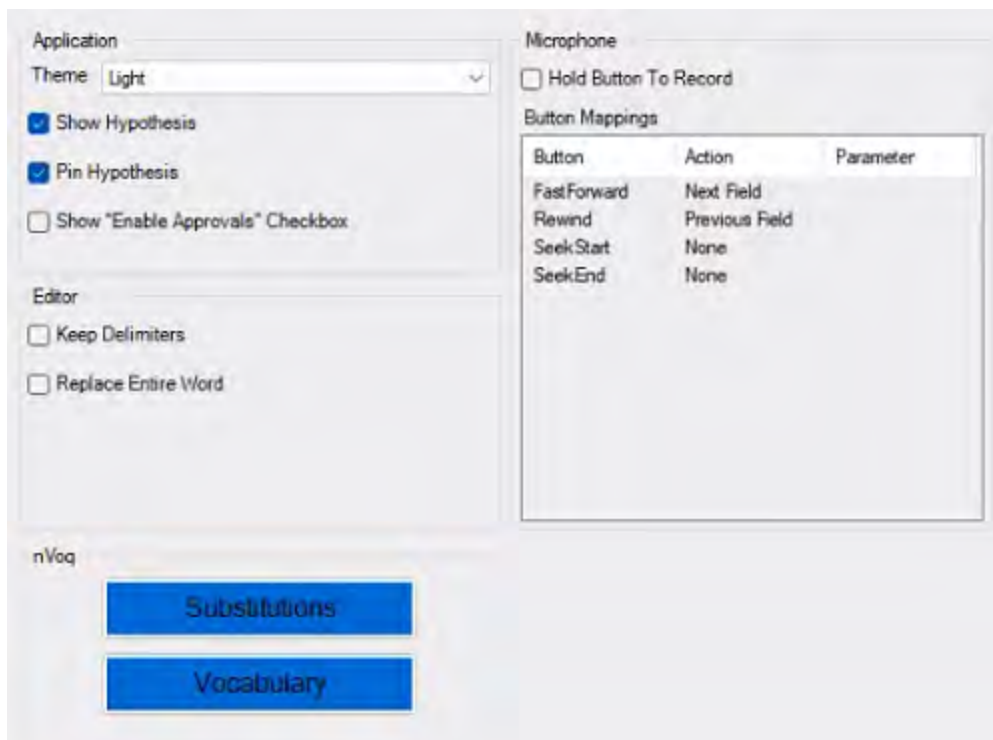 Application
Theme Light
Show Hypothesis
Pin Hypothesis
Show "Enable Approvals" Checkbox
Editor
Keep Delimiters
Replace Entire Word
nVoq
Substitutions
Vocabulary
Microphone
Hold Button To Record
Button Mappings
Button Action Parameter
FastForward Next Field
Rewind Previous Field
SeekStart None
SeekEnd None